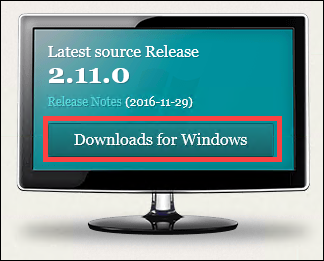 Latest source Release
2.11.0
Release Notes (2016-11-29)
Downloads for Windows